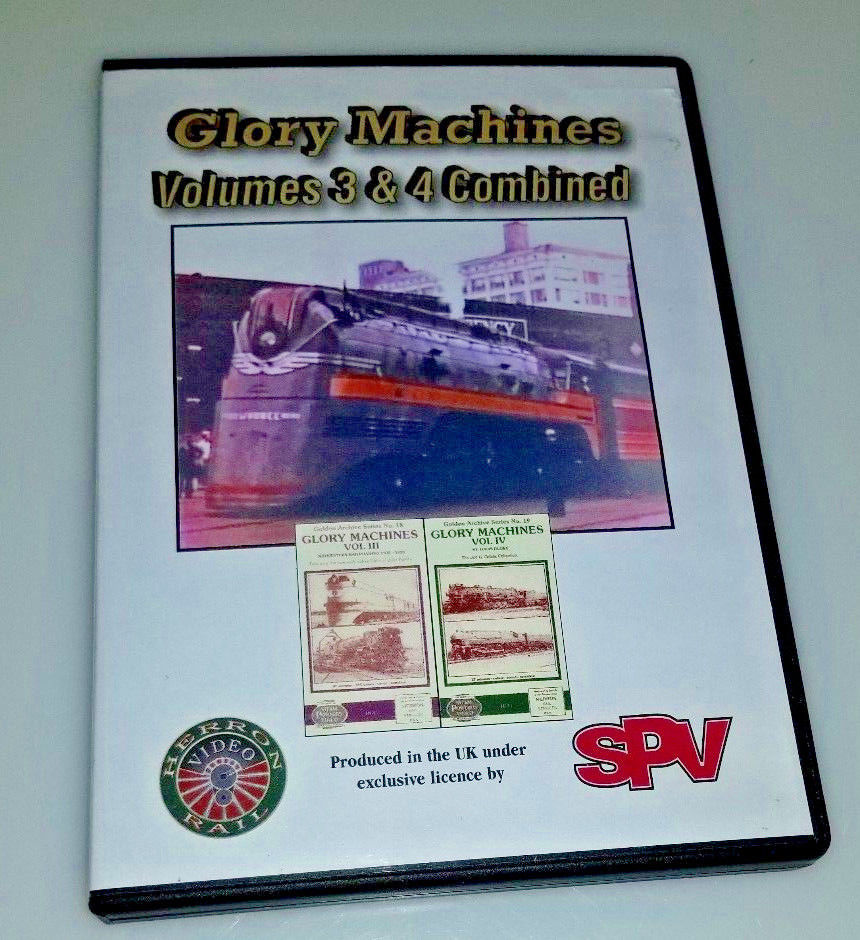 Glory Machines
Volumes 3 & 4 Combined
Golden Archive Series No. 18
GLORY MACHINES
VOL III
Golden Archive Series No. 19
GLORY MACHINES
VOL IV
HERRON
VIDEO
RAIL
Produced in the UK under
exclusive licence by
SPV